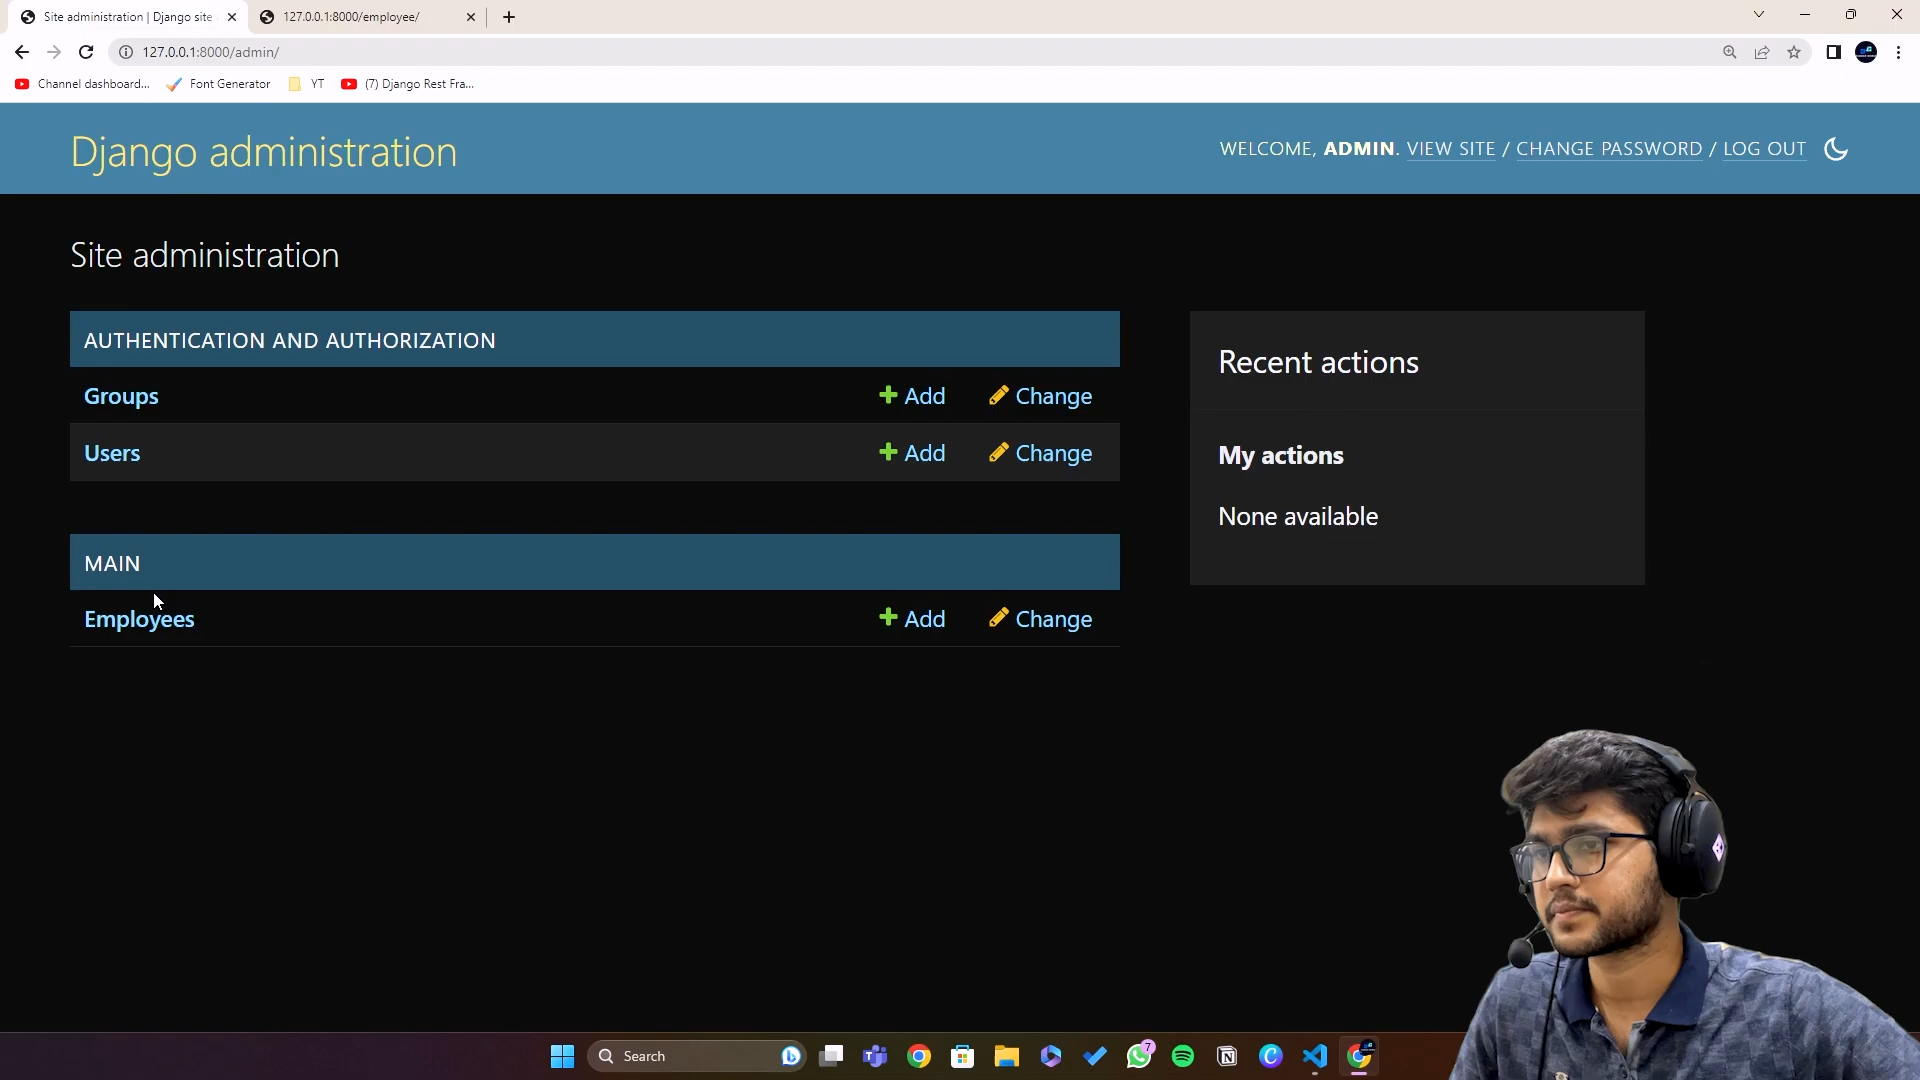 Site administration | Django site
127.0.0.1:8000/employee/
127.0.0.1:8000/admin/
Channel dashboard...
Font Generator
YT
(7) Django Rest Fra...
Django administration
WELCOME, ADMIN. VIEW SITE / CHANGE PASSWORD / LOG OUT
Site administration
AUTHENTICATION AND AUTHORIZATION
Groups Add Change
Users Add Change
MAIN
Employees Add Change
Recent actions
My actions
None available
Search
7